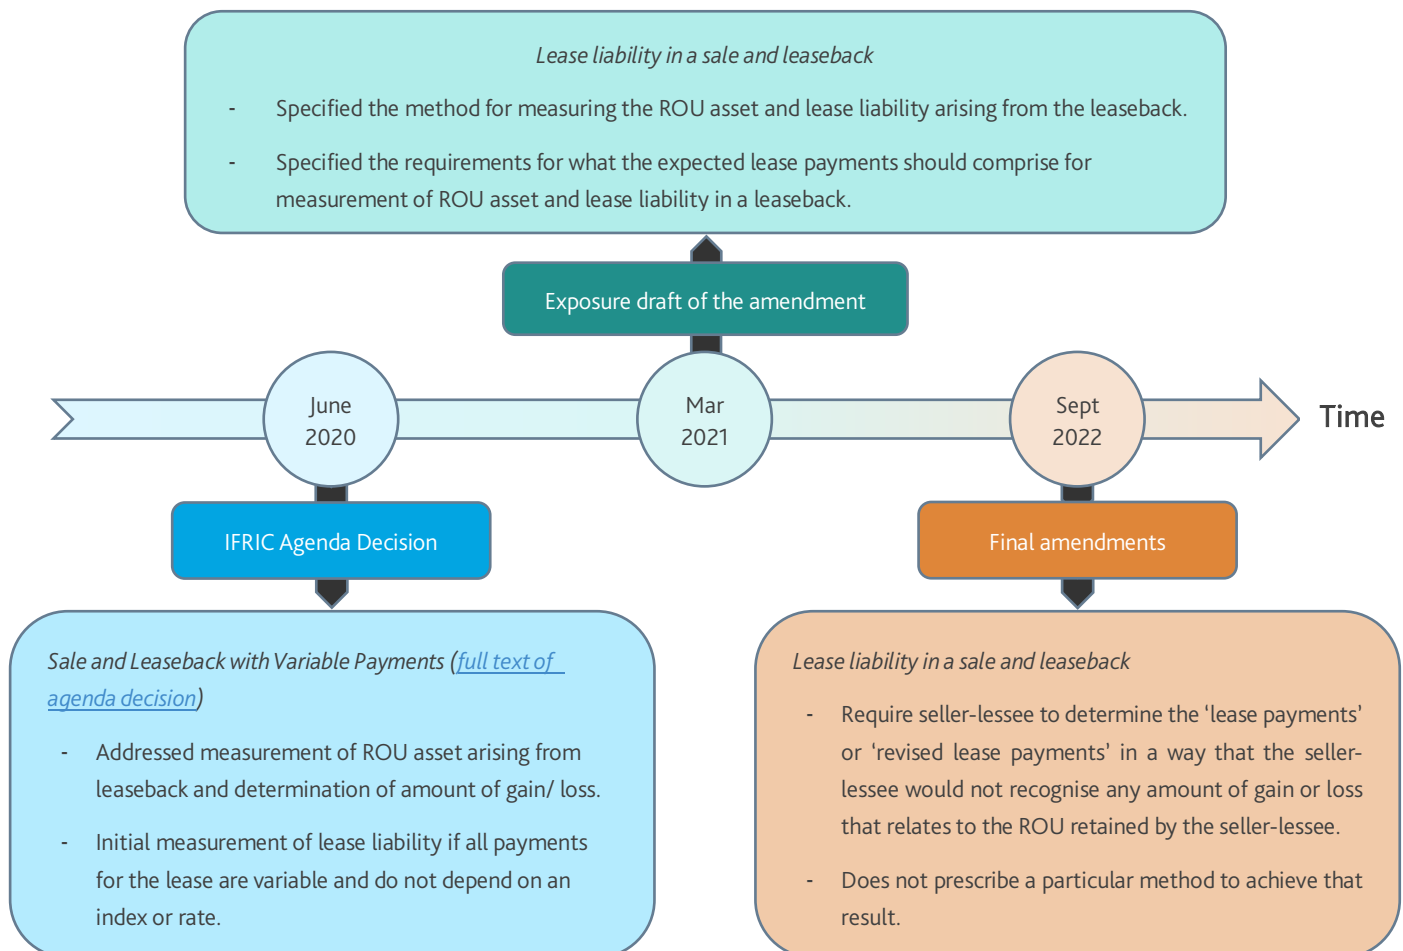 Lease liability in a sale and leaseback
- Specified the method for measuring the ROU asset and lease liability arising from the leaseback.
- Specified the requirements for what the expected lease payments should comprise for
measurement of ROU asset and lease liability in a leaseback.
Exposure draft of the amendment
June
2020
Mar
2021
Sept
2022
Time
IFRIC Agenda Decision
Final amendments
Sale and Leaseback with Variable Payments (full text of
agenda decision)
- Addressed measurement of ROU asset arising from
leaseback and determination of amount of gain/ loss.
- Initial measurement of lease liability if all payments
for the lease are variable and do not depend on an
index or rate.
Lease liability in a sale and leaseback
- Require seller-lessee to determine the ‘lease payments’
or ‘revised lease payments’ in a way that the seller-
lessee would not recognise any amount of gain or loss
that relates to the ROU retained by the seller-lessee.
- Does not prescribe a particular method to achieve that
result.